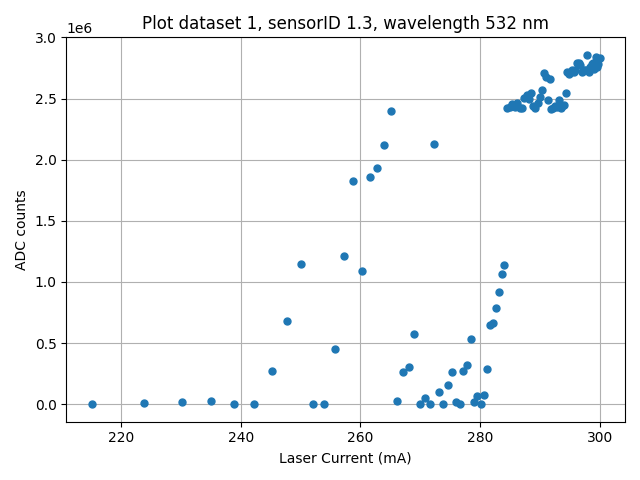 Plot dataset 1, sensorID 1.3, wavelength 532 nm
1e6
3.0
2.5
2.0
1.5
1.0
0.5
0.0
ADC counts
220 240 260 280 300
Laser Current (mA)